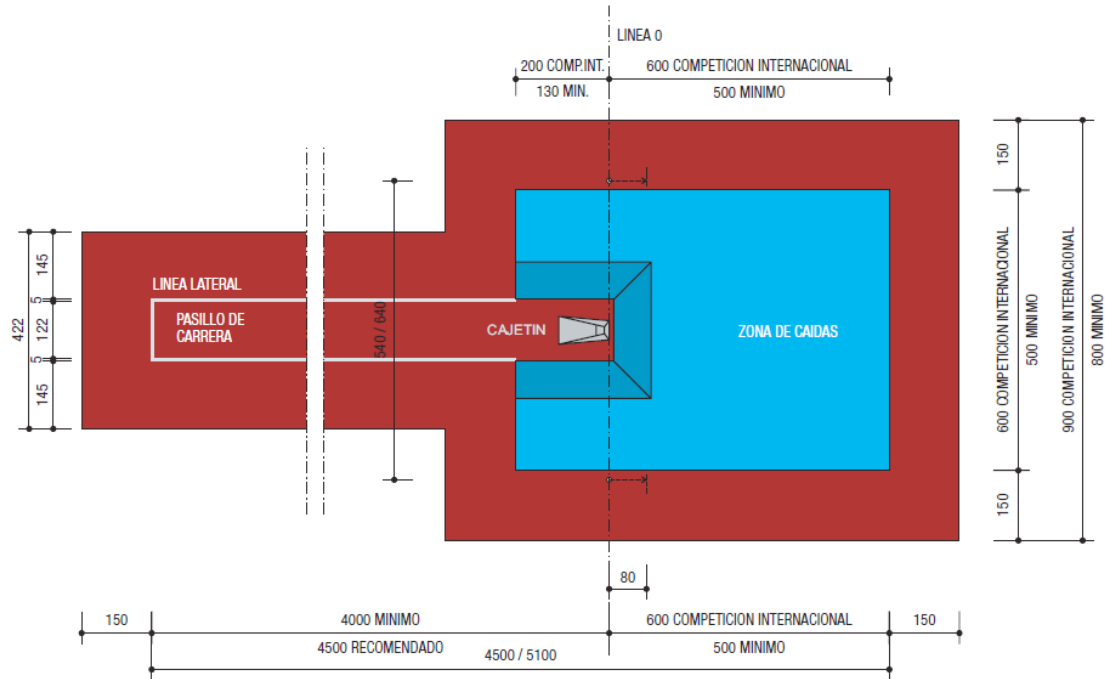 LINEA 0
200 COMP.INT.
600 COMPETICION INTERNACIONAL
130 MIN.
500 MINIMO
150
600 COMPETICION INTERNACIONAL
500 MINIMO
150
900 COMPETICION INTERNACIONAL
800 MINIMO
422
145
5
122
5
145
LINEA LATERAL
PASILLO DE
CARRERA
540 / 640
CAJETIN
ZONA DE CAIDAS
80
150
4000 MINIMO
600 COMPETICION INTERNACIONAL
150
4500 RECOMENDADO
500 MINIMO
4500 / 5100